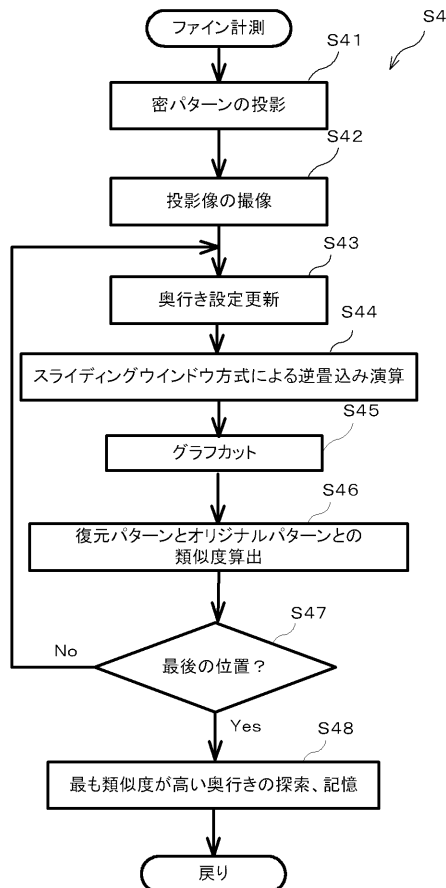 ファイン計測
S4
S41
密パターンの投影
S42
投影像の撮像
S43
奥行き設定更新
S44
スライディングウインドウ方式による逆畳込み演算
S45
グラフカット
S46
復元パターンとオリジナルパターンとの
類似度算出
S47
最後の位置?
No
Yes
S48
最も類似度が高い奥行きの探索、記憶
戻り